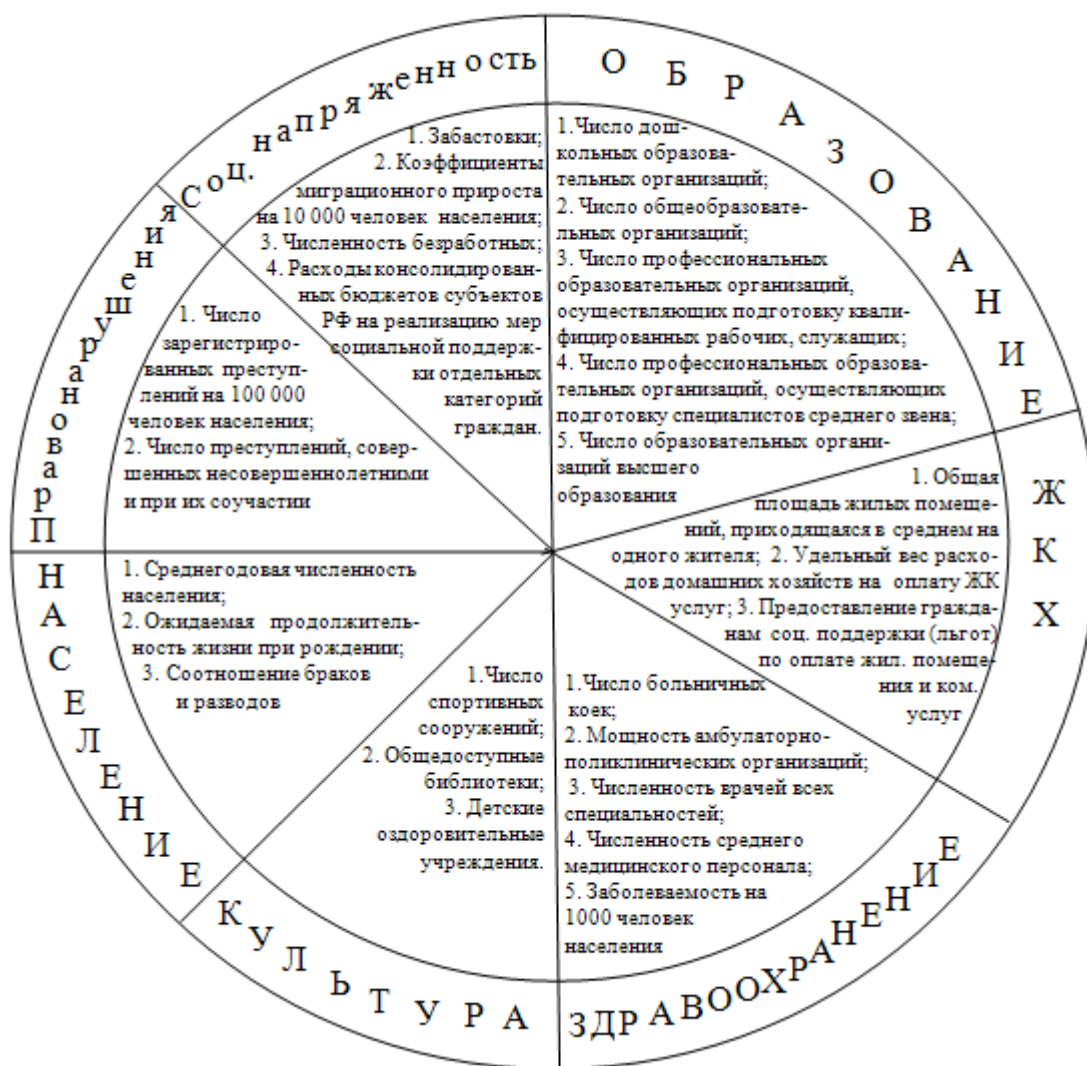 ОБРАЗОВАНИЕ
1.Число дош-
кольных образова-
тельных организаций;
2. Число общеобразовате-
льных организаций;
3. Число профессиональных
образовательных организаций,
осуществляющих подготовку квали-
фицированных рабочих, служащих;
4. Число профессиональных образова-
тельных организаций, осуществляющих
подготовку специалистов среднего звена;
5. Число образовательных органи-
заций высшего
образования
ЖКХ
1. Общая
площадь жилых помеще-
ний, приходящаяся в среднем на
одного жителя; 2. Удельный вес расхо-
дов домашних хозяйств на оплату ЖК
услуг; 3. Предоставление гражда-
нам соц. поддержки (льгот)
по оплате жил. помеще-
ния и ком.
услуг
ЗДРАВООХРАНЕНИЕ
1.Число больничных
коек;
2. Мощность амбулаторно-
поликлинических организаций;
3. Численность врачей всех
специальностей;
4. Численность среднего
медицинского персонала;
5. Заболеваемость на
1000 человек
населения
КУЛЬТУРА
1.Число
спортивных
сооружений;
2. Общедоступные
библиотеки;
3. Детские
оздоровительные
учреждения.
НАСЕЛЕНИЕ
1. Среднегодовая численность
населения;
2. Ожидаемая продолжитель-
ность жизни при рождении;
3. Соотношение браков
и разводов
Правонарушения
1. Число
зарегистриро-
ванных преступ-
лений на 100 000
человек населения;
2. Число преступлений, совер-
шенных несовершеннолетними
и при их соучастии
Соц. напряженность
1. Забастовки;
2. Коэффициенты
миграционного прироста
на 10 000 человек населения;
3. Численность безработных;
4. Расходы консолидирован-
ных бюджетов субъектов
РФ на реализацию мер
социальной поддерж-
ки отдельных
категорий
граждан.